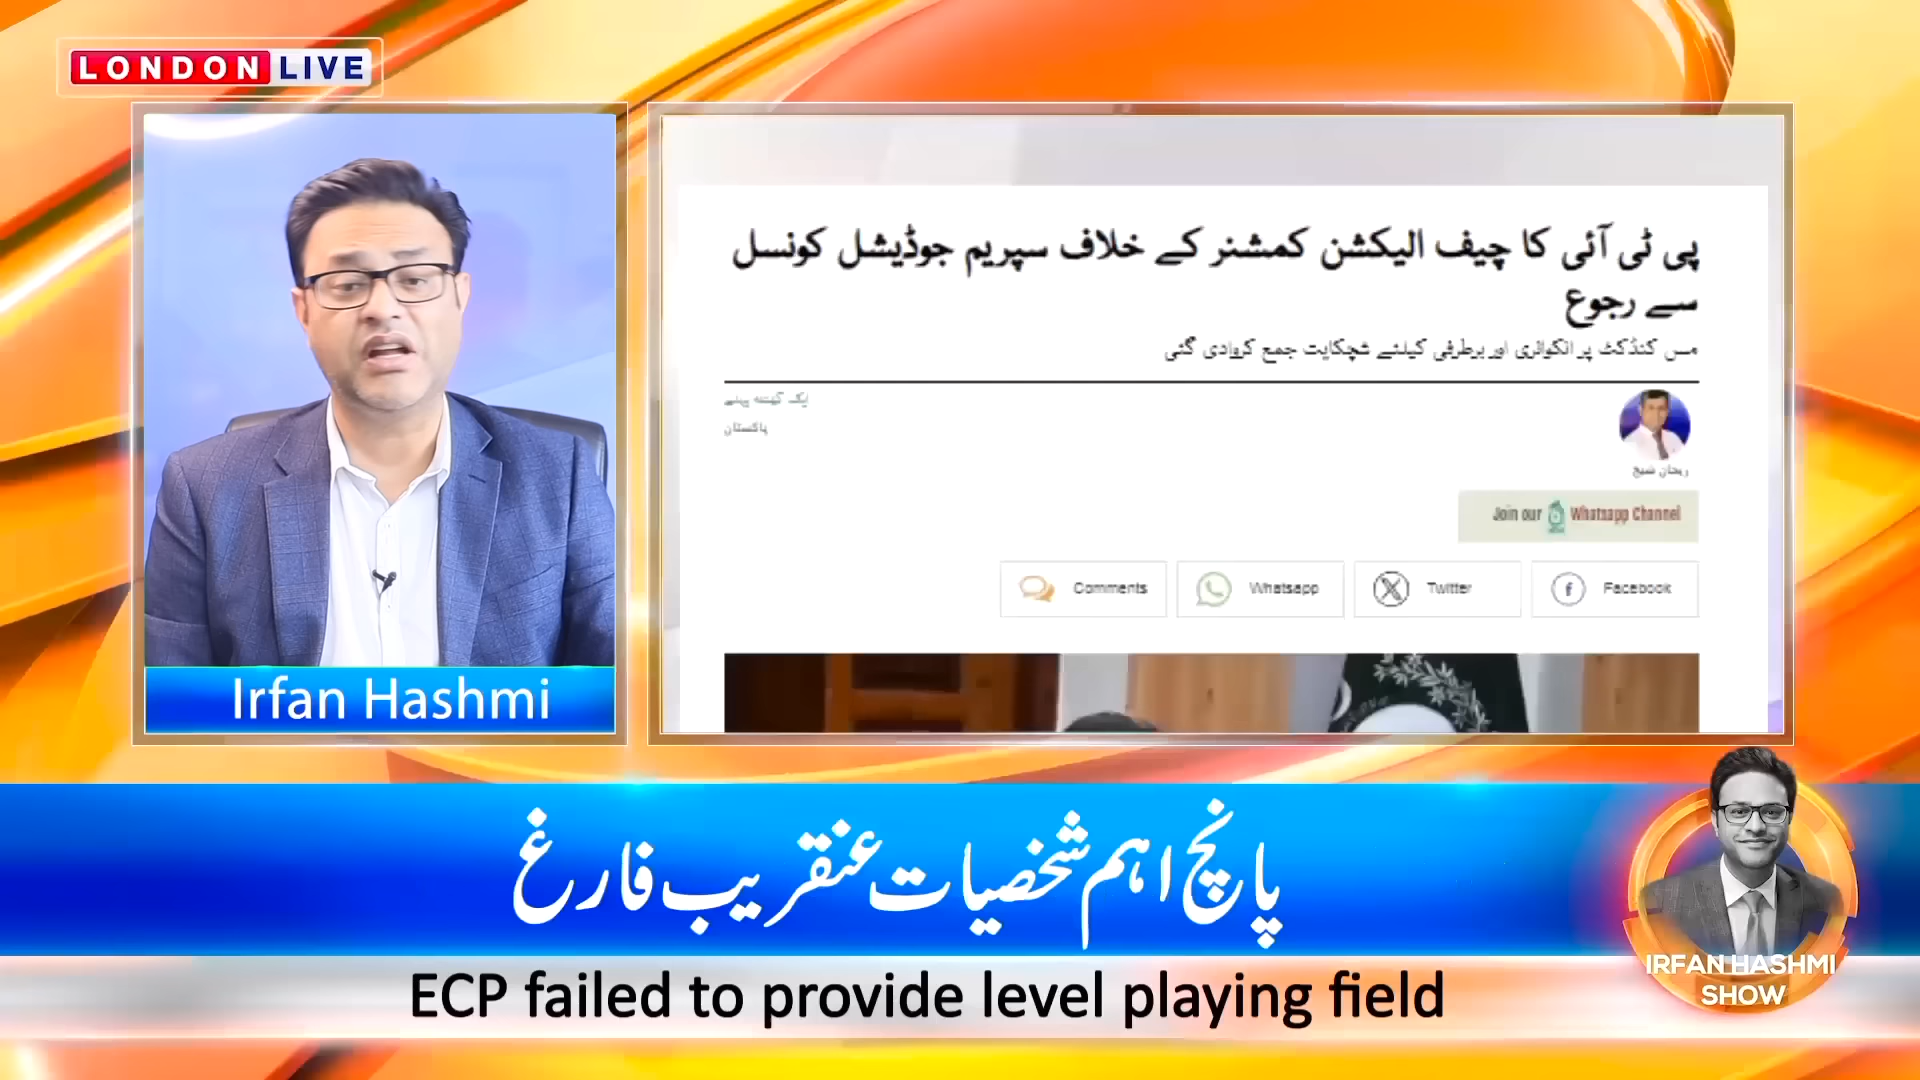 LONDON LIVE
پی ٹی آئی کا چیف الیکشن کمشنر کے خلاف سپریم جوڈیشل کونسل
سے رجوع
مس کنڈکٹ پر انکوائری اور برطرفی کیلئے شچکایت جمع کروادی گئی
ایک گھنٹہ پہلے
پاکستان
ریحان شیخ
Join our Whatsapp Channel
Comments
Whatsapp
Twitter
Facebook
Irfan Hashmi
پانچ اہم شخصیات عنقریب فارغ
ECP failed to provide level playing field
IRFAN HASHMI
SHOW